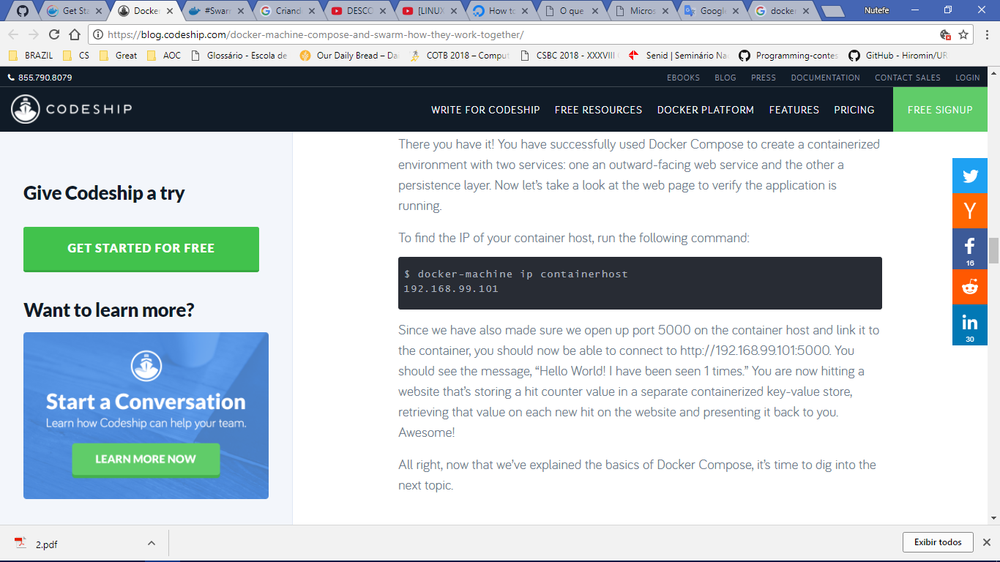 Docker
Get Sta
#Swarm
Criand
DESCO
[LINUX
How to
O que
Micros
Google
docke
Nutefe
https://blog.codeship.com/docker-machine-compose-and-swarm-how-they-work-together/
BRAZIL
CS
Great
AOC
Glossário - Escola de
Our Daily Bread – Da
COTB 2018 – Comput
CSBC 2018 - XXXVIII
Senid | Seminário Na
Programming-contes
GitHub - Hiromin/UR
855.790.8079
EBOOKS
BLOG
PRESS
DOCUMENTATION
CONTACT SALES
LOGIN
CODESHIP
WRITE FOR CODESHIP
FREE RESOURCES
DOCKER PLATFORM
FEATURES
PRICING
FREE SIGNUP
Give Codeship a try
GET STARTED FOR FREE
Want to learn more?
Start a Conversation
Learn how Codeship can help your team.
LEARN MORE NOW
There you have it! You have successfully used Docker Compose to create a containerized
environment with two services: one an outward-facing web service and the other a
persistence layer. Now let's take a look at the web page to verify the application is
running.
To find the IP of your container host, run the following command:
$ docker-machine ip containerhost
192.168.99.101
Since we have also made sure we open up port 5000 on the container host and link it to
the container, you should now be able to connect to http://192.168.99.101:5000. You
should see the message, “Hello World! I have been seen 1 times.” You are now hitting a
website that's storing a hit counter value in a separate containerized key-value store,
retrieving that value on each new hit on the website and presenting it back to you.
Awesome!
All right, now that we've explained the basics of Docker Compose, it's time to dig into the
next topic.
16
30
2.pdf
Exibir todos